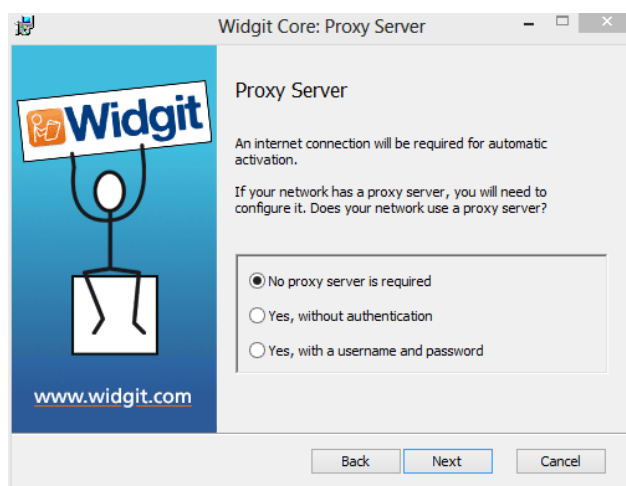 Widgit Core: Proxy Server
Widgit
Proxy Server
An internet connection will be required for automatic
activation.
If your network has a proxy server, you will need to
configure it. Does your network use a proxy server?
No proxy server is required
Yes, without authentication
Yes, with a username and password
www.widgit.com
Back Next Cancel